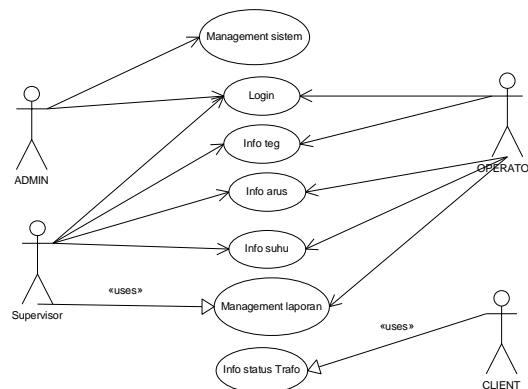 Management sistem
Login
Info teg
ADMIN
OPERATO
Info arus
Info suhu
«uses»
Supervisor
Management laporan
«uses»
Info status Trafo
CLIENT